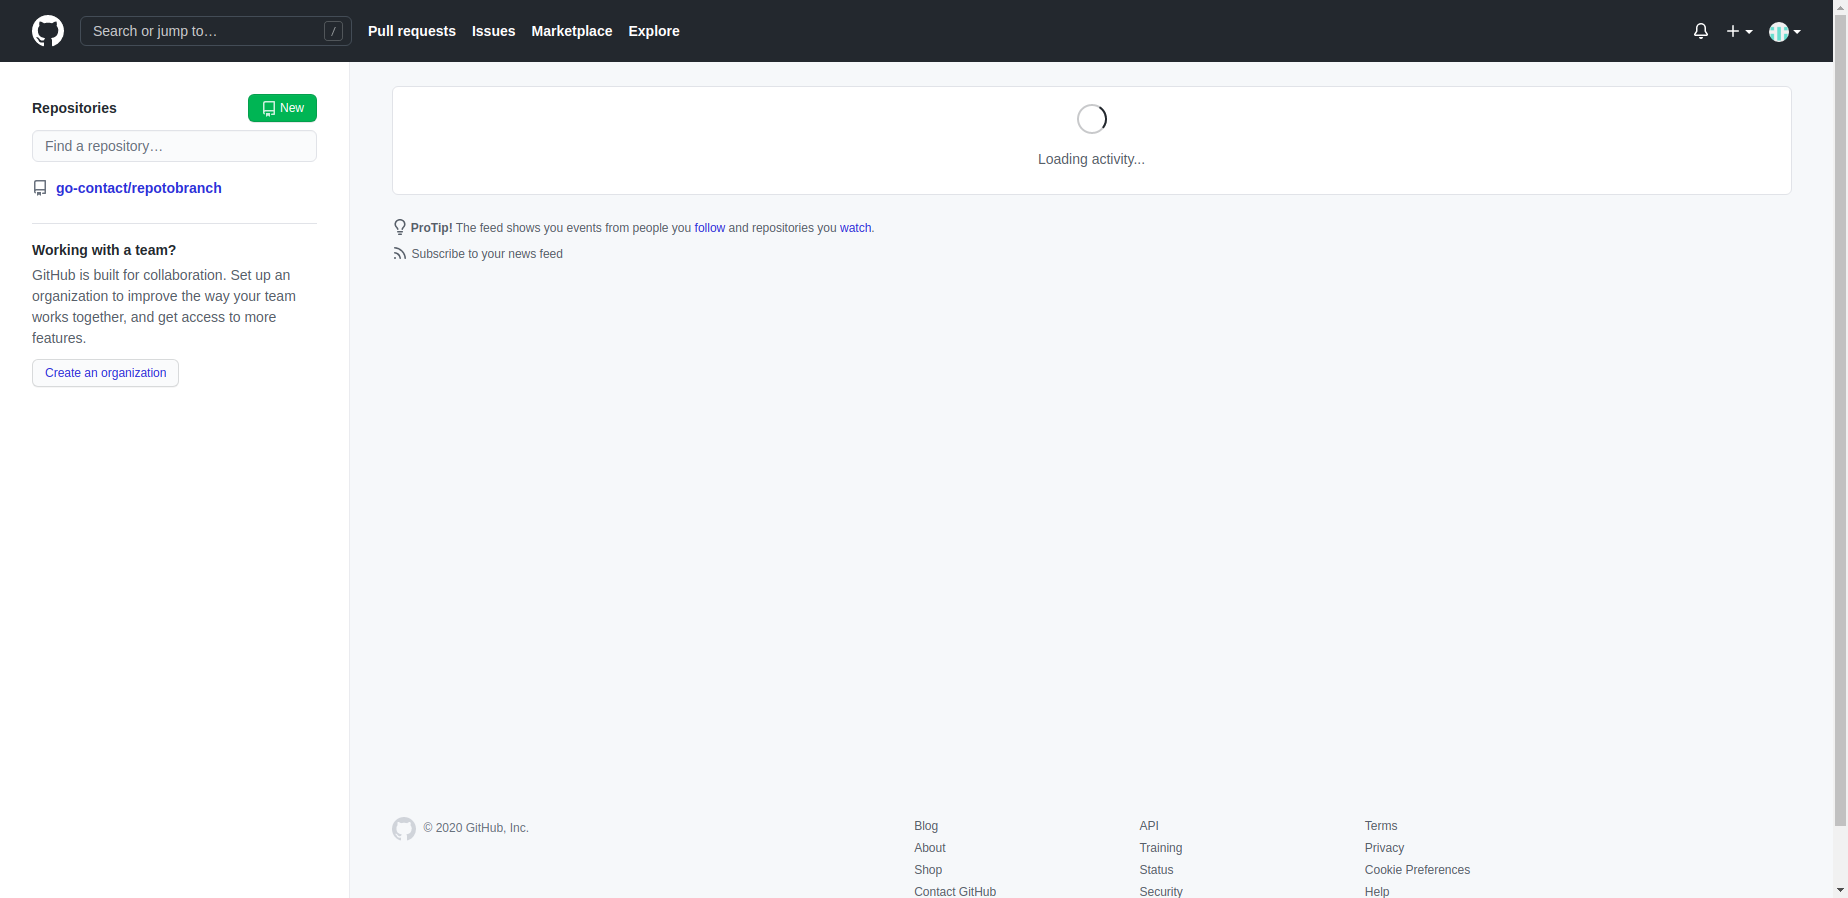 Search or jump to…
/
Pull requests
Issues
Marketplace
Explore
Repositories
New
Find a repository…
go-contact/repotobranch
Working with a team?
GitHub is built for collaboration. Set up an
organization to improve the way your team
works together, and get access to more
features.
Create an organization
Loading activity...
ProTip! The feed shows you events from people you follow and repositories you watch.
Subscribe to your news feed
© 2020 GitHub, Inc.
Blog
About
Shop
Contact GitHub
API
Training
Status
Security
Terms
Privacy
Cookie Preferences
Help